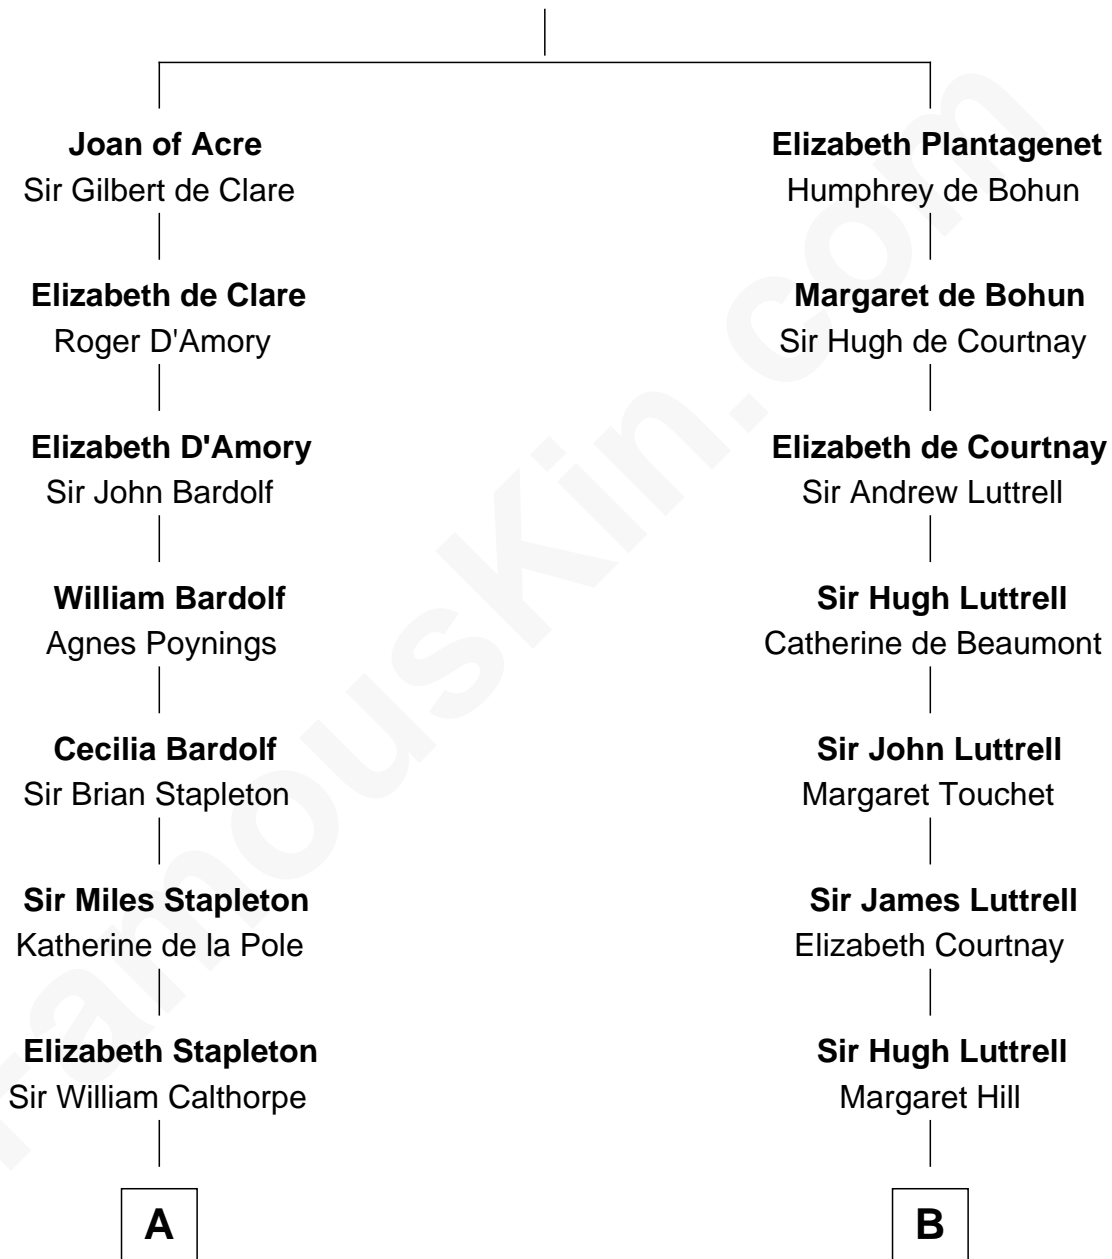 Joan of Acre
Sir Gilbert de Clare
Elizabeth de Clare
Roger D'Amory
Elizabeth D'Amory
Sir John Bardolf
William Bardolf
Agnes Poynings
Cecilia Bardolf
Sir Brian Stapleton
Sir Miles Stapleton
Katherine de la Pole
Elizabeth Stapleton
Sir William Calthorpe
A
Elizabeth Plantagenet
Humphrey de Bohun
Margaret de Bohun
Sir Hugh de Courtnay
Elizabeth de Courtnay
Sir Andrew Luttrell
Sir Hugh Luttrell
Catherine de Beaumont
Sir John Luttrell
Margaret Touchet
Sir James Luttrell
Elizabeth Courtnay
Sir Hugh Luttrell
Margaret Hill
B
famousKin.com